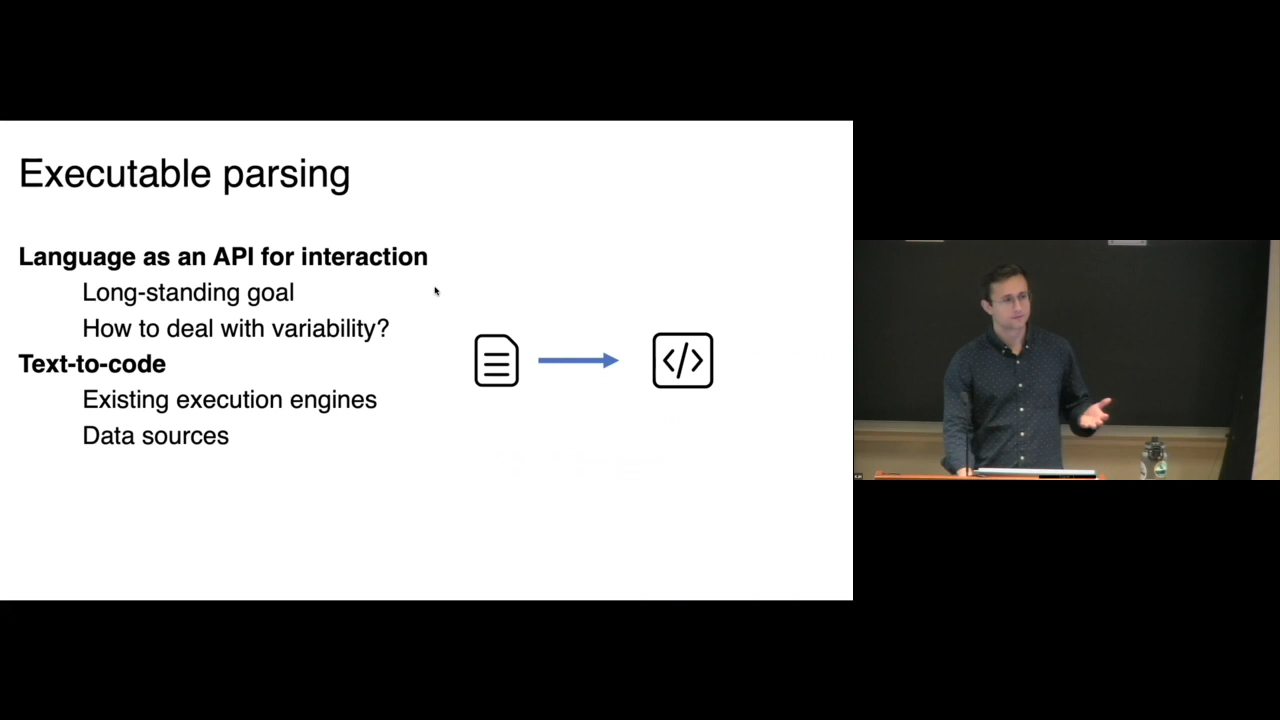 Executable parsing
Language as an API for interaction
Long-standing goal
How to deal with variability?
Text-to-code
Existing execution engines
Data sources